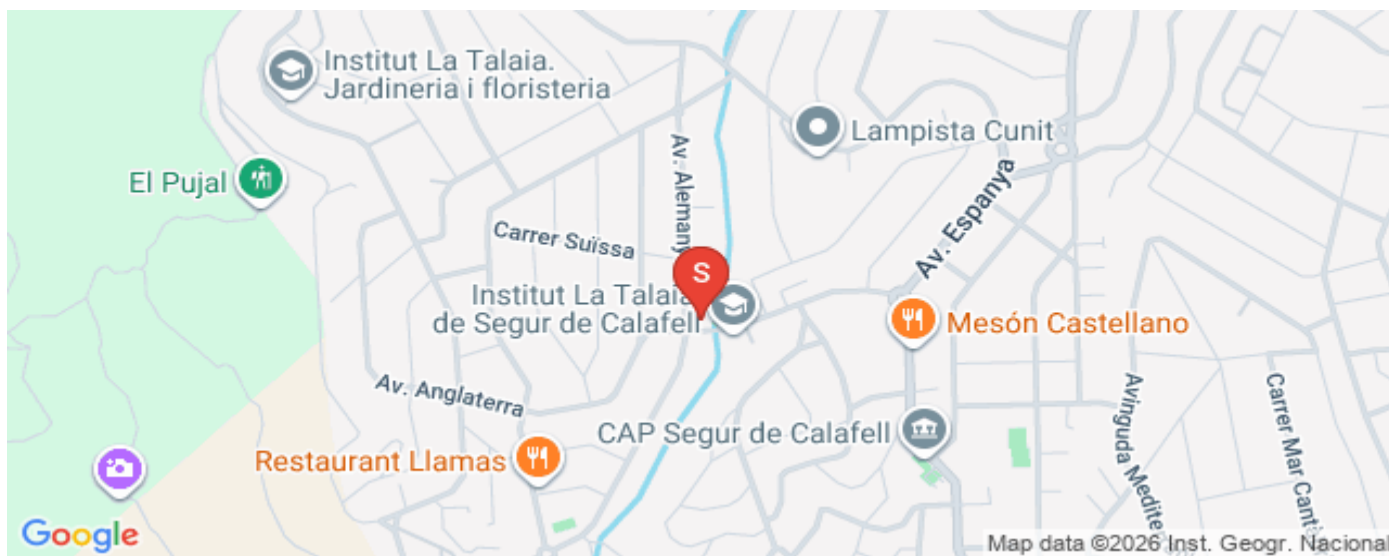 Institut La Talaia.
Jardineria i floristeria
Lampista Cunit
El Pujal
Av. Alemany
Av. Espanya
Carrer Suïssa
S
Institut La Talaia
de Segur de Calafell
Mesón Castellano
Av. Anglaterra
Avinguda Medite
Carrer Mar Canta
CAP Segur de Calafell
Restaurant Llamas
Google
Map data ©2026 Inst. Geogr. Nacional